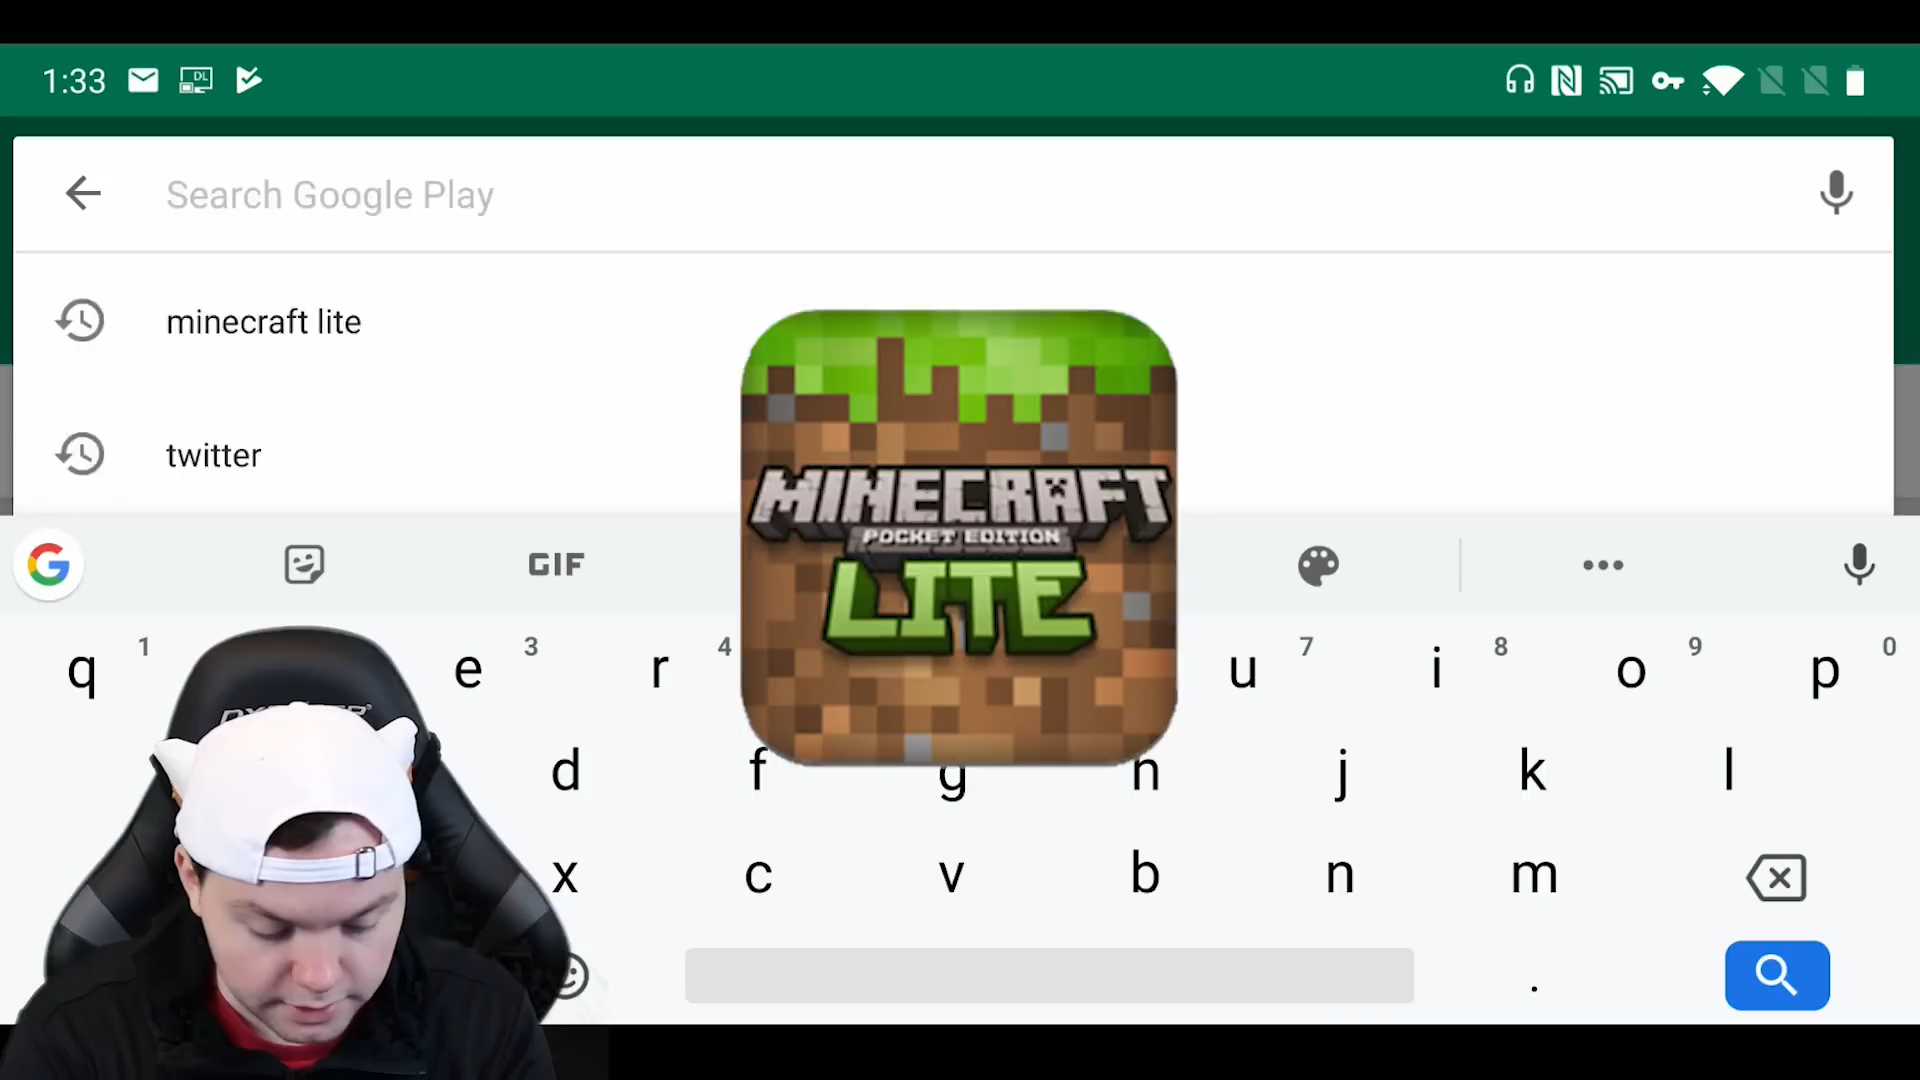 1:33
DL
Search Google Play
minecraft lite
twitter
MINECRAFT
POCKET EDITION
LITE
G
GIF
q 1 e 3 r 4 u 7 i 8 o 9 p 0
d f g h j k l
x c v b n m
.